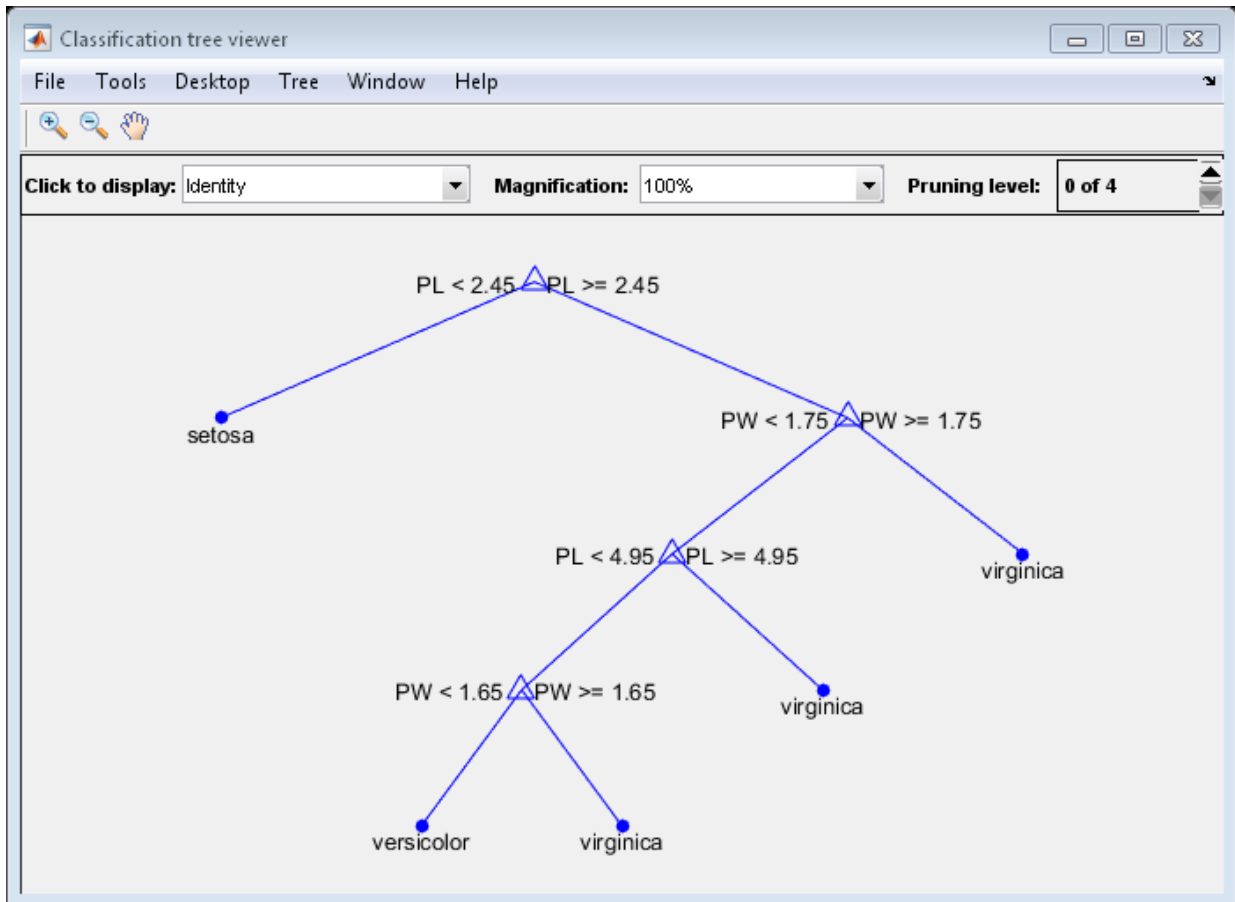 Classification tree viewer
File Tools Desktop Tree Window Help
Click to display: Identity Magnification: 100% Pruning level: 0 of 4
PL < 2.45 PL >= 2.45
setosa
PW < 1.75 PW >= 1.75
PL < 4.95 PL >= 4.95
virginica
PW < 1.65 PW >= 1.65
virginica
versicolor virginica